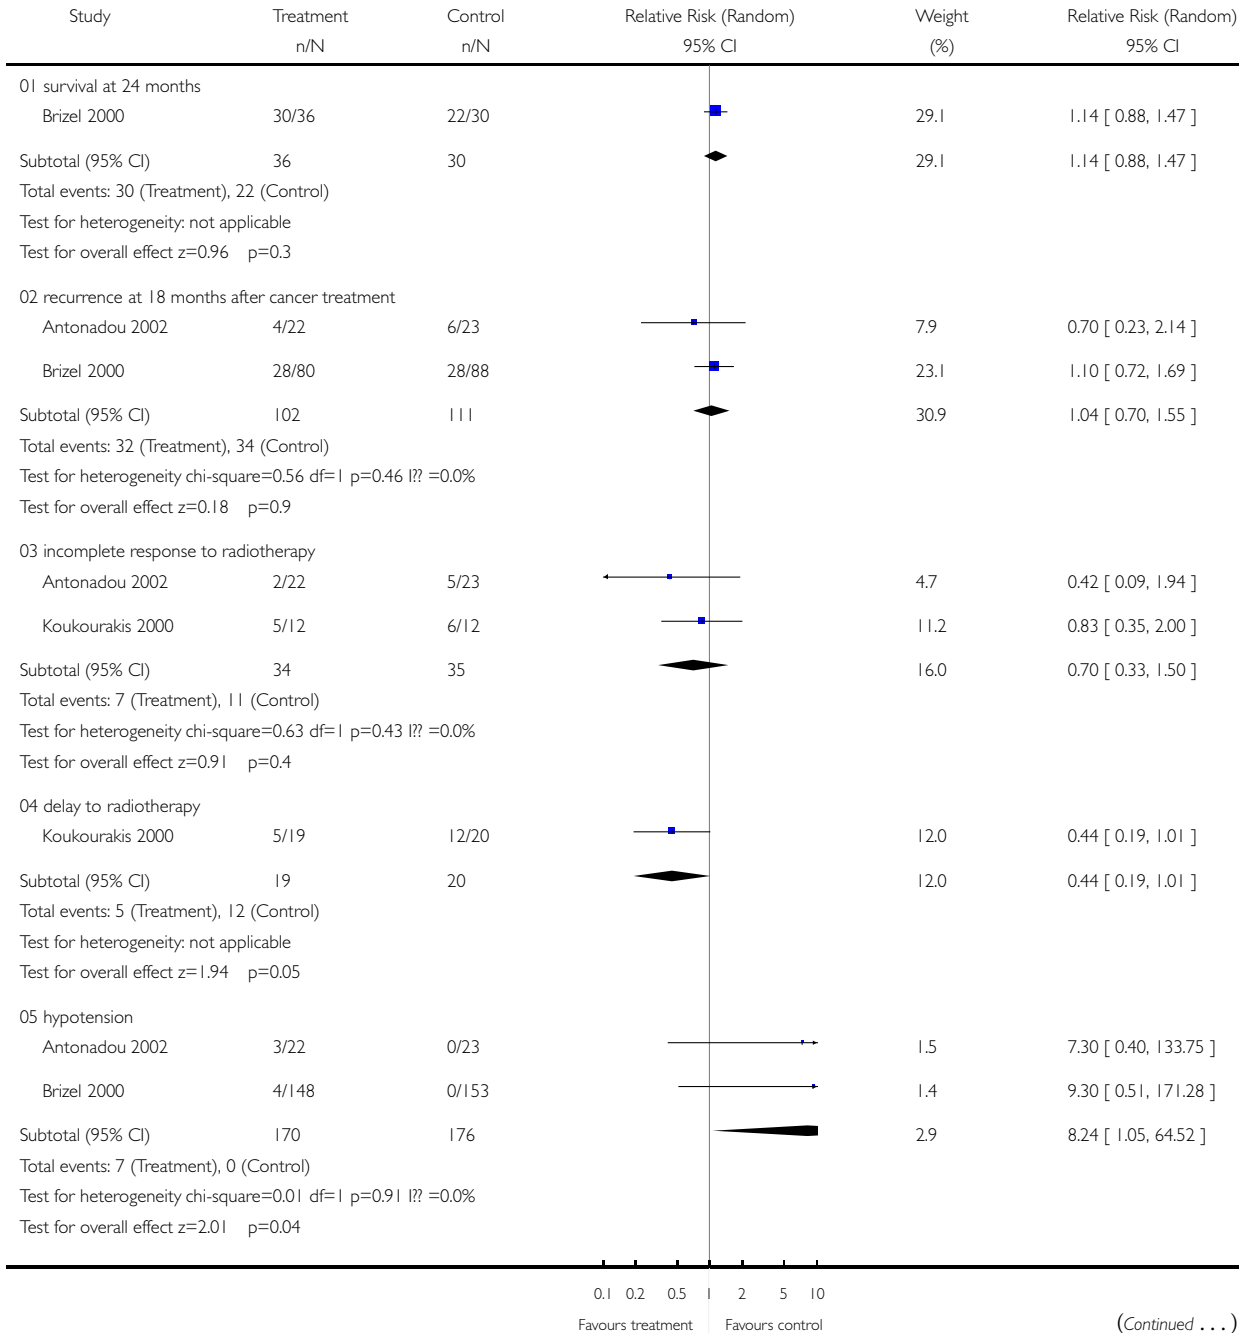 Study Treatment Control Relative Risk (Random) Weight Relative Risk (Random)
n/N n/N 95% CI (%) 95% CI
01 survival at 24 months
Brizel 2000 30/36 22/30 29.1 1.14 [ 0.88, 1.47 ]
Subtotal (95% CI) 36 30 29.1 1.14 [ 0.88, 1.47 ]
Total events: 30 (Treatment), 22 (Control)
Test for heterogeneity: not applicable
Test for overall effect z=0.96 p=0.3
02 recurrence at 18 months after cancer treatment
Antonadou 2002 4/22 6/23 7.9 0.70 [ 0.23, 2.14 ]
Brizel 2000 28/80 28/88 23.1 1.10 [ 0.72, 1.69 ]
Subtotal (95% CI) 102 111 30.9 1.04 [ 0.70, 1.55 ]
Total events: 32 (Treatment), 34 (Control)
Test for heterogeneity chi-square=0.56 df=1 p=0.46 I?? =0.0%
Test for overall effect z=0.18 p=0.9
03 incomplete response to radiotherapy
Antonadou 2002 2/22 5/23 4.7 0.42 [ 0.09, 1.94 ]
Koukourakis 2000 5/12 6/12 11.2 0.83 [ 0.35, 2.00 ]
Subtotal (95% CI) 34 35 16.0 0.70 [ 0.33, 1.50 ]
Total events: 7 (Treatment), 11 (Control)
Test for heterogeneity chi-square=0.63 df=1 p=0.43 I?? =0.0%
Test for overall effect z=0.91 p=0.4
04 delay to radiotherapy
Koukourakis 2000 5/19 12/20 12.0 0.44 [ 0.19, 1.01 ]
Subtotal (95% CI) 19 20 12.0 0.44 [ 0.19, 1.01 ]
Total events: 5 (Treatment), 12 (Control)
Test for heterogeneity: not applicable
Test for overall effect z=1.94 p=0.05
05 hypotension
Antonadou 2002 3/22 0/23 1.5 7.30 [ 0.40, 133.75 ]
Brizel 2000 4/148 0/153 1.4 9.30 [ 0.51, 171.28 ]
Subtotal (95% CI) 170 176 2.9 8.24 [ 1.05, 64.52 ]
Total events: 7 (Treatment), 0 (Control)
Test for heterogeneity chi-square=0.01 df=1 p=0.91 I?? =0.0%
Test for overall effect z=2.01 p=0.04
0.1 0.2 0.5 1 2 5 10
Favours treatment Favours control (Continued . . . )